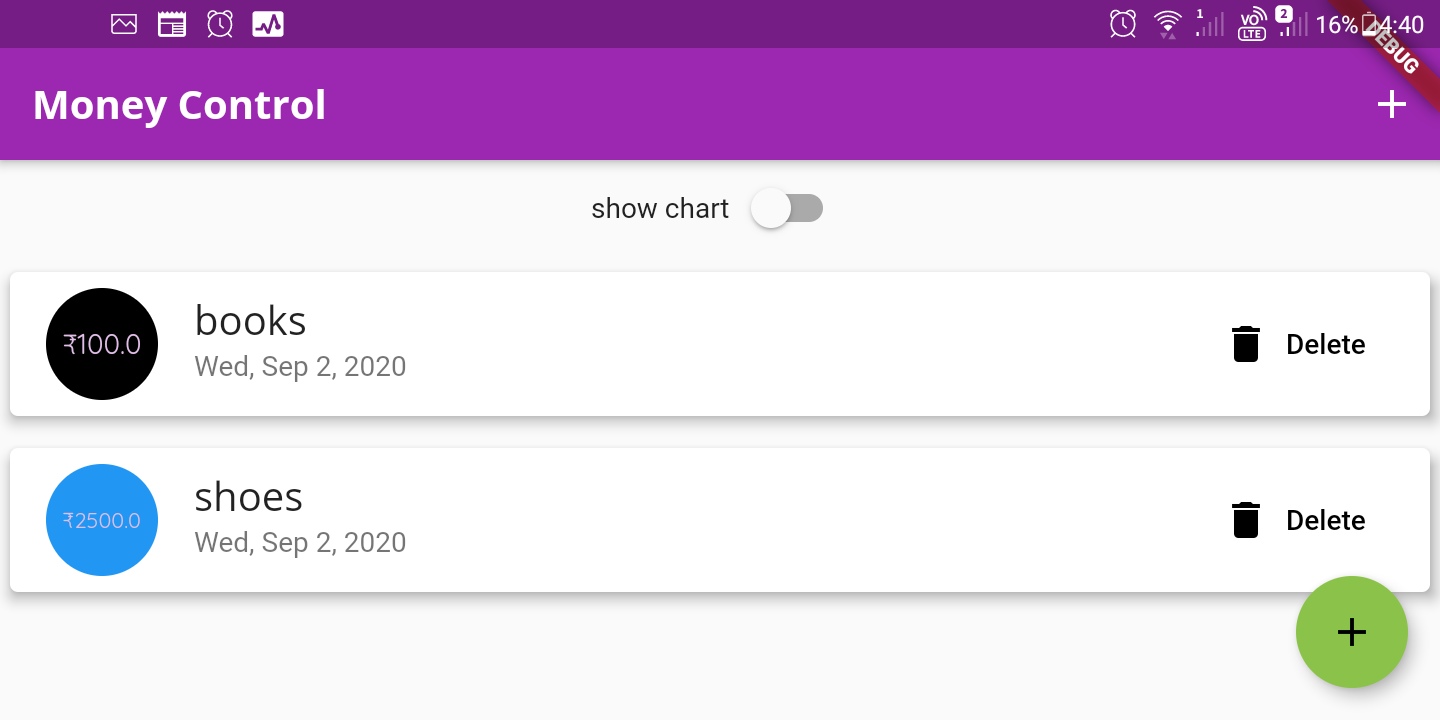 1 VO LTE 2 16% 4:40
DEBUG
Money Control
show chart
₹100.0
books
Wed, Sep 2, 2020
Delete
₹2500.0
shoes
Wed, Sep 2, 2020
Delete